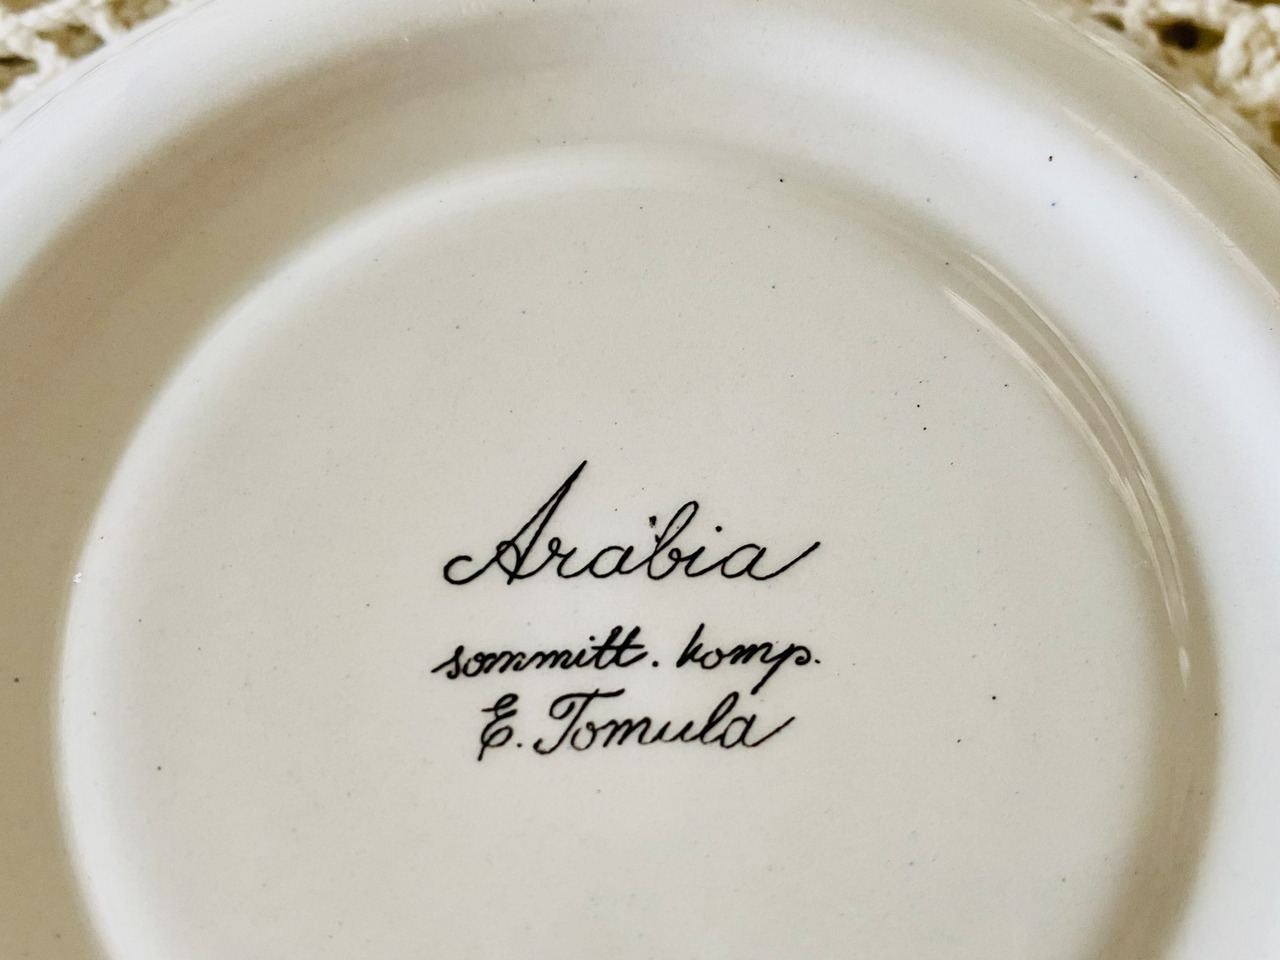 Arabia
sommitt. komp.
E. Tomula